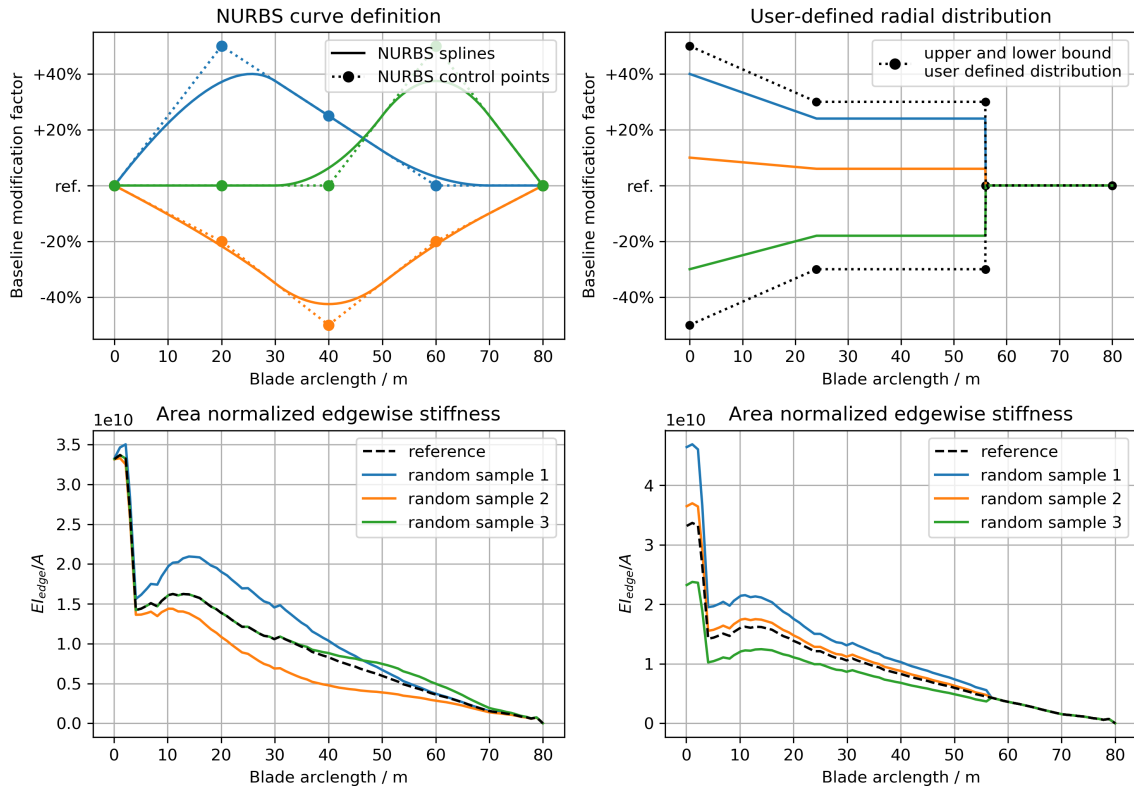 NURBS curve definition
Baseline modification factor
+40%
+20%
ref.
-20%
-40%
NURBS splines
NURBS control points
0 10 20 30 40 50 60 70 80
Blade arclength / m
User-defined radial distribution
Baseline modification factor
+40%
+20%
ref.
-20%
-40%
upper and lower bound
user defined distribution
0 10 20 30 40 50 60 70 80
Blade arclength / m
Area normalized edgewise stiffness
1e10
EI_edge/A
3.5
3.0
2.5
2.0
1.5
1.0
0.5
0.0
reference
random sample 1
random sample 2
random sample 3
0 10 20 30 40 50 60 70 80
Blade arclength / m
Area normalized edgewise stiffness
1e10
EI_edge/A
4
3
2
1
0
reference
random sample 1
random sample 2
random sample 3
0 10 20 30 40 50 60 70 80
Blade arclength / m